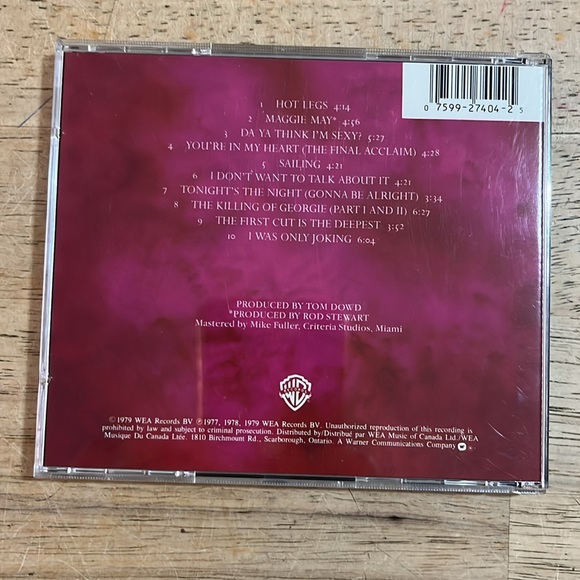 0 7599-27404-2 5
1 HOT LEGS 4:14
2 MAGGIE MAY* 4:56
3 DA YA THINK I'M SEXY? 5:27
4 YOU'RE IN MY HEART (THE FINAL ACCLAIM) 4:28
5 SAILING 4:21
6 I DON'T WANT TO TALK ABOUT IT 4:21
7 TONIGHT'S THE NIGHT (GONNA BE ALRIGHT) 3:34
8 THE KILLING OF GEORGIE (PART I AND II) 6:27
9 THE FIRST CUT IS THE DEEPEST 3:52
10 I WAS ONLY JOKING 6:04
PRODUCED BY TOM DOWD
*PRODUCED BY ROD STEWART
Mastered by Mike Fuller, Criteria Studios, Miami
© 1979 WEA Records BV ℗ 1977, 1978, 1979 WEA Records BV. Unauthorized reproduction of this recording is
prohibited by law and subject to criminal prosecution. Distributed by/Distribué par WEA Music of Canada Ltd./WEA
Musique Du Canada Ltée. 1810 Birchmount Rd., Scarborough, Ontario. A Warner Communications Company